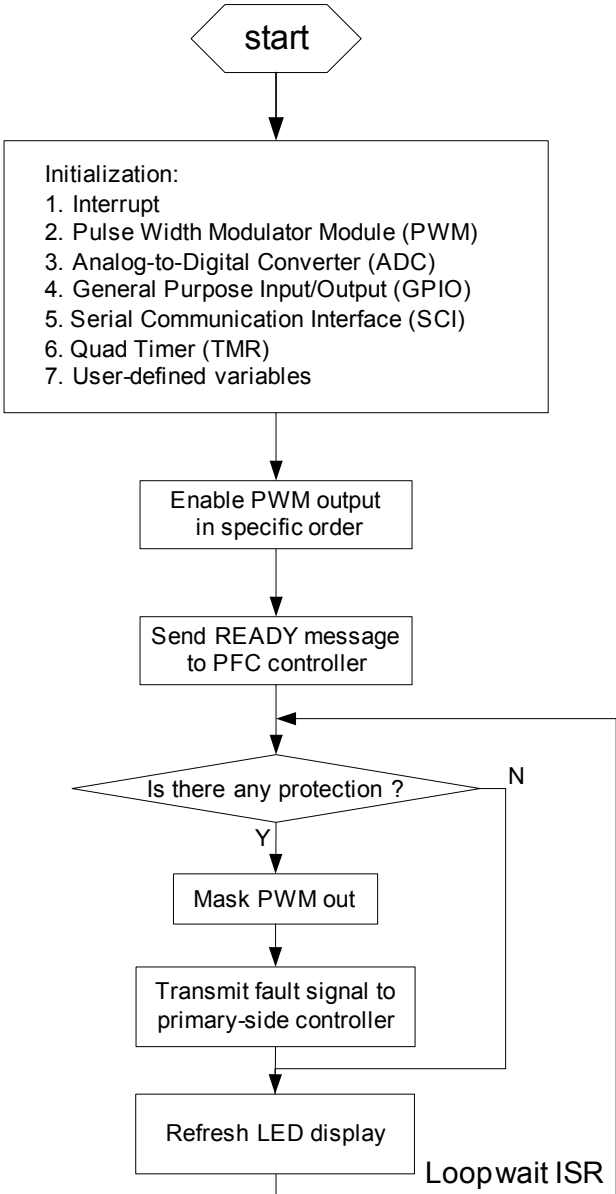 start
Initialization:
1. Interrupt
2. Pulse Width Modulator Module (PWM)
3. Analog-to-Digital Converter (ADC)
4. General Purpose Input/Output (GPIO)
5. Serial Communication Interface (SCI)
6. Quad Timer (TMR)
7. User-defined variables
Enable PWM output
in specific order
Send READY message
to PFC controller
Is there any protection ?
N
Y
Mask PWM out
Transmit fault signal to
primary-side controller
Refresh LED display
Loopwait ISR